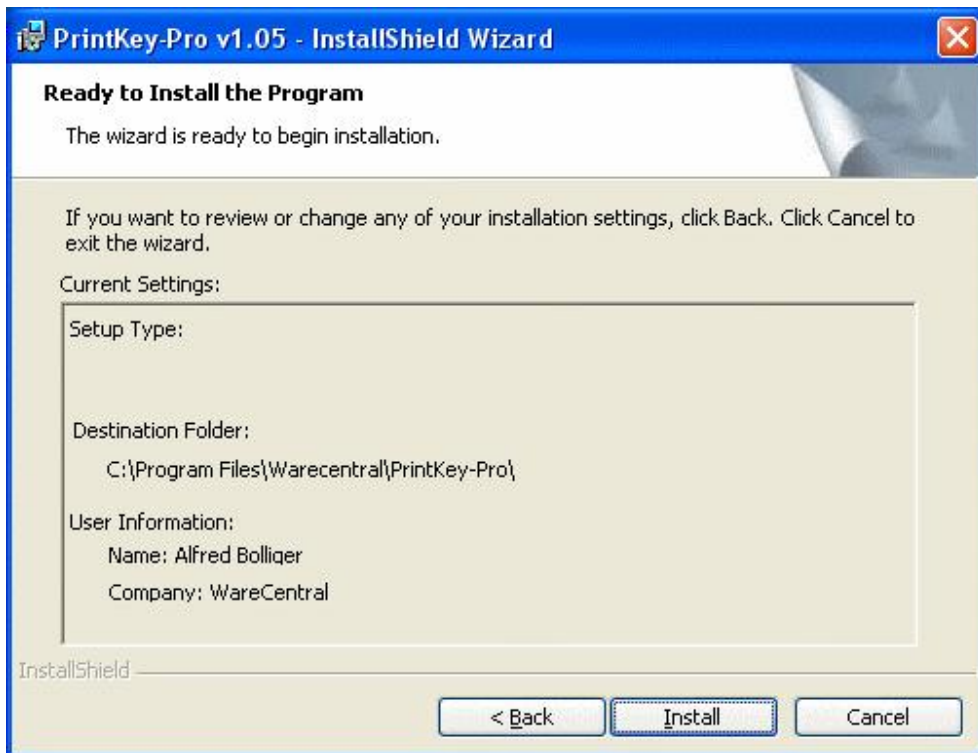 PrintKey-Pro v1.05 - InstallShield Wizard
Ready to Install the Program
The wizard is ready to begin installation.
If you want to review or change any of your installation settings, click Back. Click Cancel to
exit the wizard.
Current Settings:
Setup Type:
Destination Folder:
C:\Program Files\Warecentral\PrintKey-Pro\
User Information:
Name: Alfred Bolliger
Company: WareCentral
InstallShield
< Back
Install
Cancel